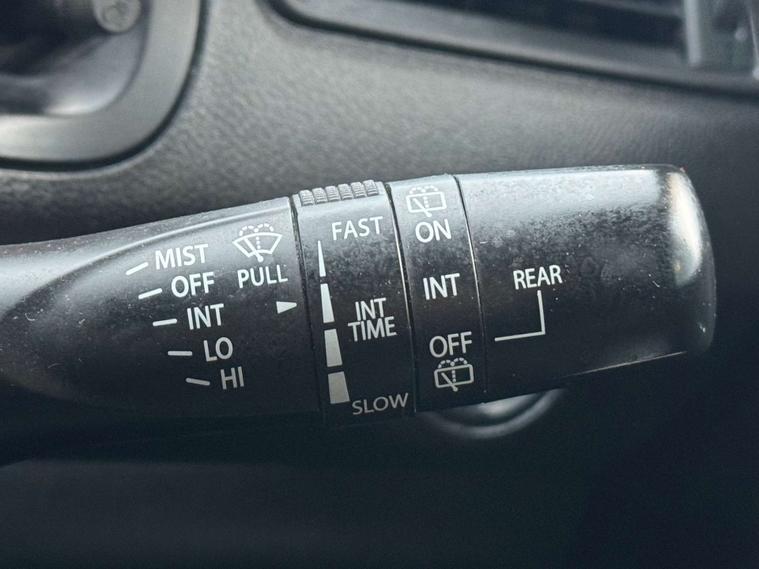 MIST
OFF
INT
LO
HI
PULL
FAST
INT
TIME
SLOW
ON
INT
OFF
REAR